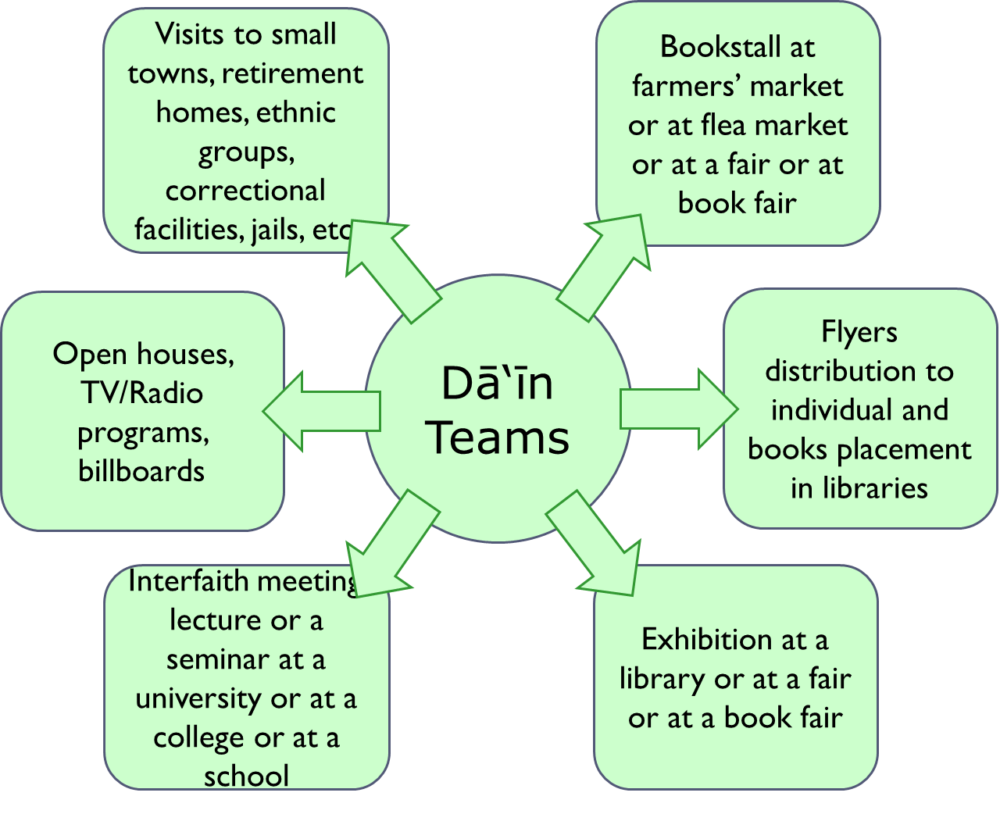 Visits to small
towns, retirement
homes, ethnic
groups,
correctional
facilities, jails, etc
Bookstall at
farmers’ market
or at flea market
or at a fair or at
book fair
Open houses,
TV/Radio
programs,
billboards
Dā‘īn
Teams
Flyers
distribution to
individual and
books placement
in libraries
Interfaith meeting
lecture or a
seminar at a
university or at a
college or at a
school
Exhibition at a
library or at a fair
or at a book fair